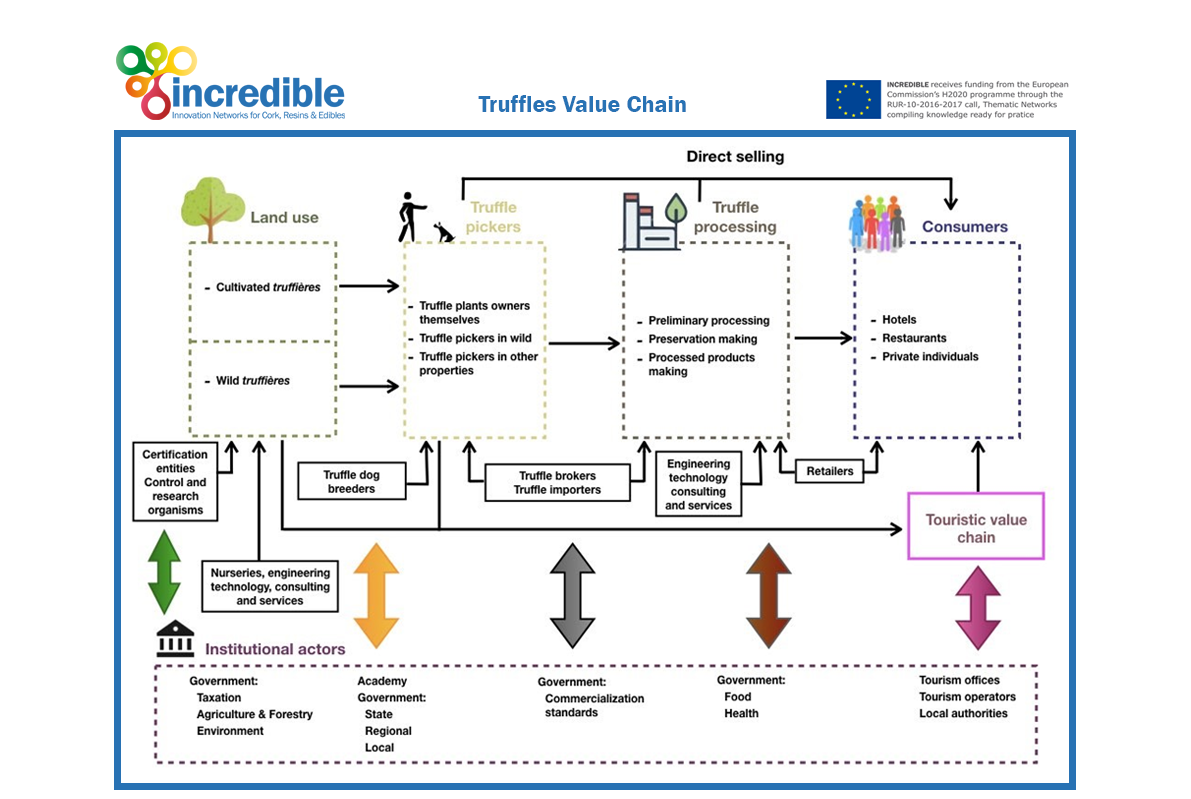 incredible
Innovation Networks for Cork, Resins & Edibles
Truffles Value Chain
INCREDIBLE receives funding from the European
Commission's H2020 programme through the
RUR-10-2016-2017 call, Thematic Networks
compiling knowledge ready for pratice
Direct selling
Land use
Truffle
pickers
Truffle
processing
Consumers
- Cultivated truffières
- Wild truffières
- Truffle plants owners
themselves
- Truffle pickers in wild
- Truffle pickers in other
properties
- Preliminary processing
- Preservation making
- Processed products
making
- Hotels
- Restaurants
- Private individuals
Certification
entities
Control and
research
organisms
Truffle dog
breeders
Truffle brokers
Truffle importers
Engineering
technology
consulting
and services
Retailers
Touristic value
chain
Nurseries, engineering
technology, consulting
and services
Institutional actors
Government:
Taxation
Agriculture & Forestry
Environment
Academy
Government:
State
Regional
Local
Government:
Commercialization
standards
Government:
Food
Health
Tourism offices
Tourism operators
Local authorities